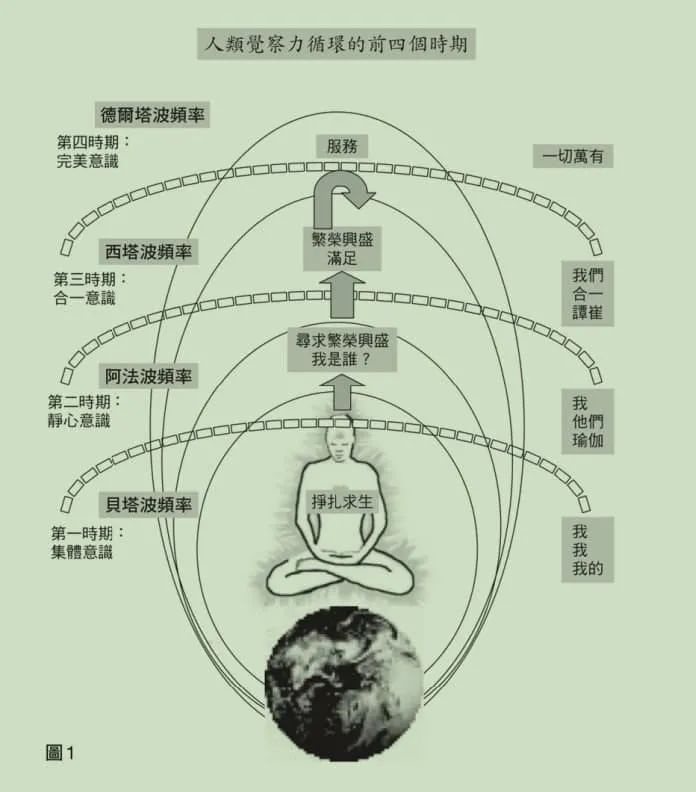 人類覺察力循環的前四個時期
德爾塔波頻率
第四時期：
完美意識
服務
一切萬有
西塔波頻率
第三時期：
合一意識
繁榮興盛
滿足
我們
合一
譚崔
阿法波頻率
第二時期：
靜心意識
尋求繁榮興盛
我是誰？
我
他們
瑜伽
貝塔波頻率
第一時期：
集體意識
掙扎求生
我
我
我的
圖1